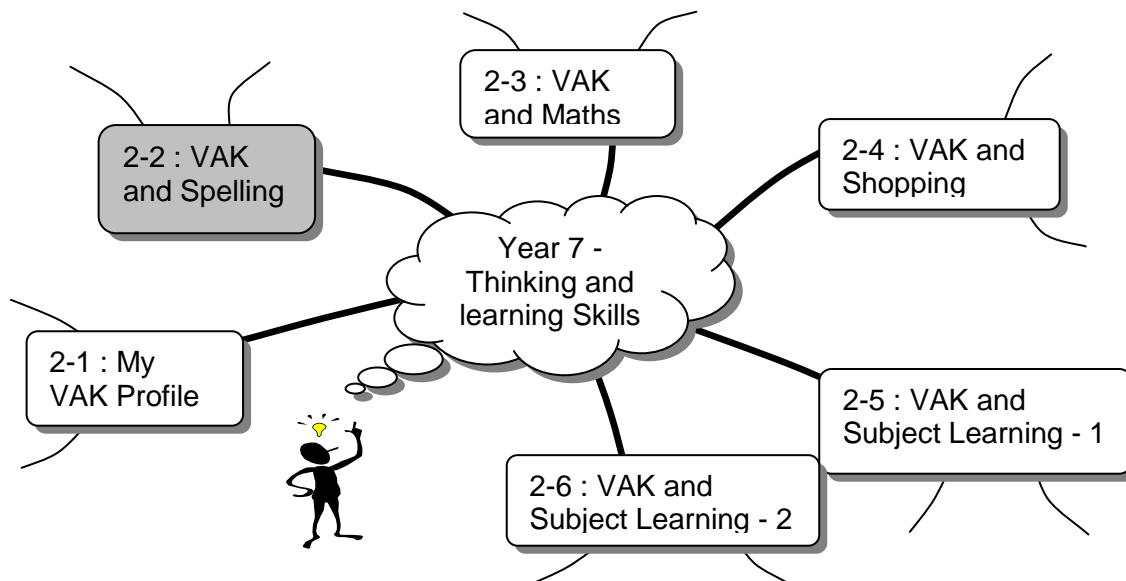 2-3 : VAK
and Maths
2-2 : VAK
and Spelling
2-4 : VAK and
Shopping
Year 7 -
Thinking and
learning Skills
2-1 : My
VAK Profile
2-5 : VAK and
Subject Learning - 1
2-6 : VAK and
Subject Learning - 2